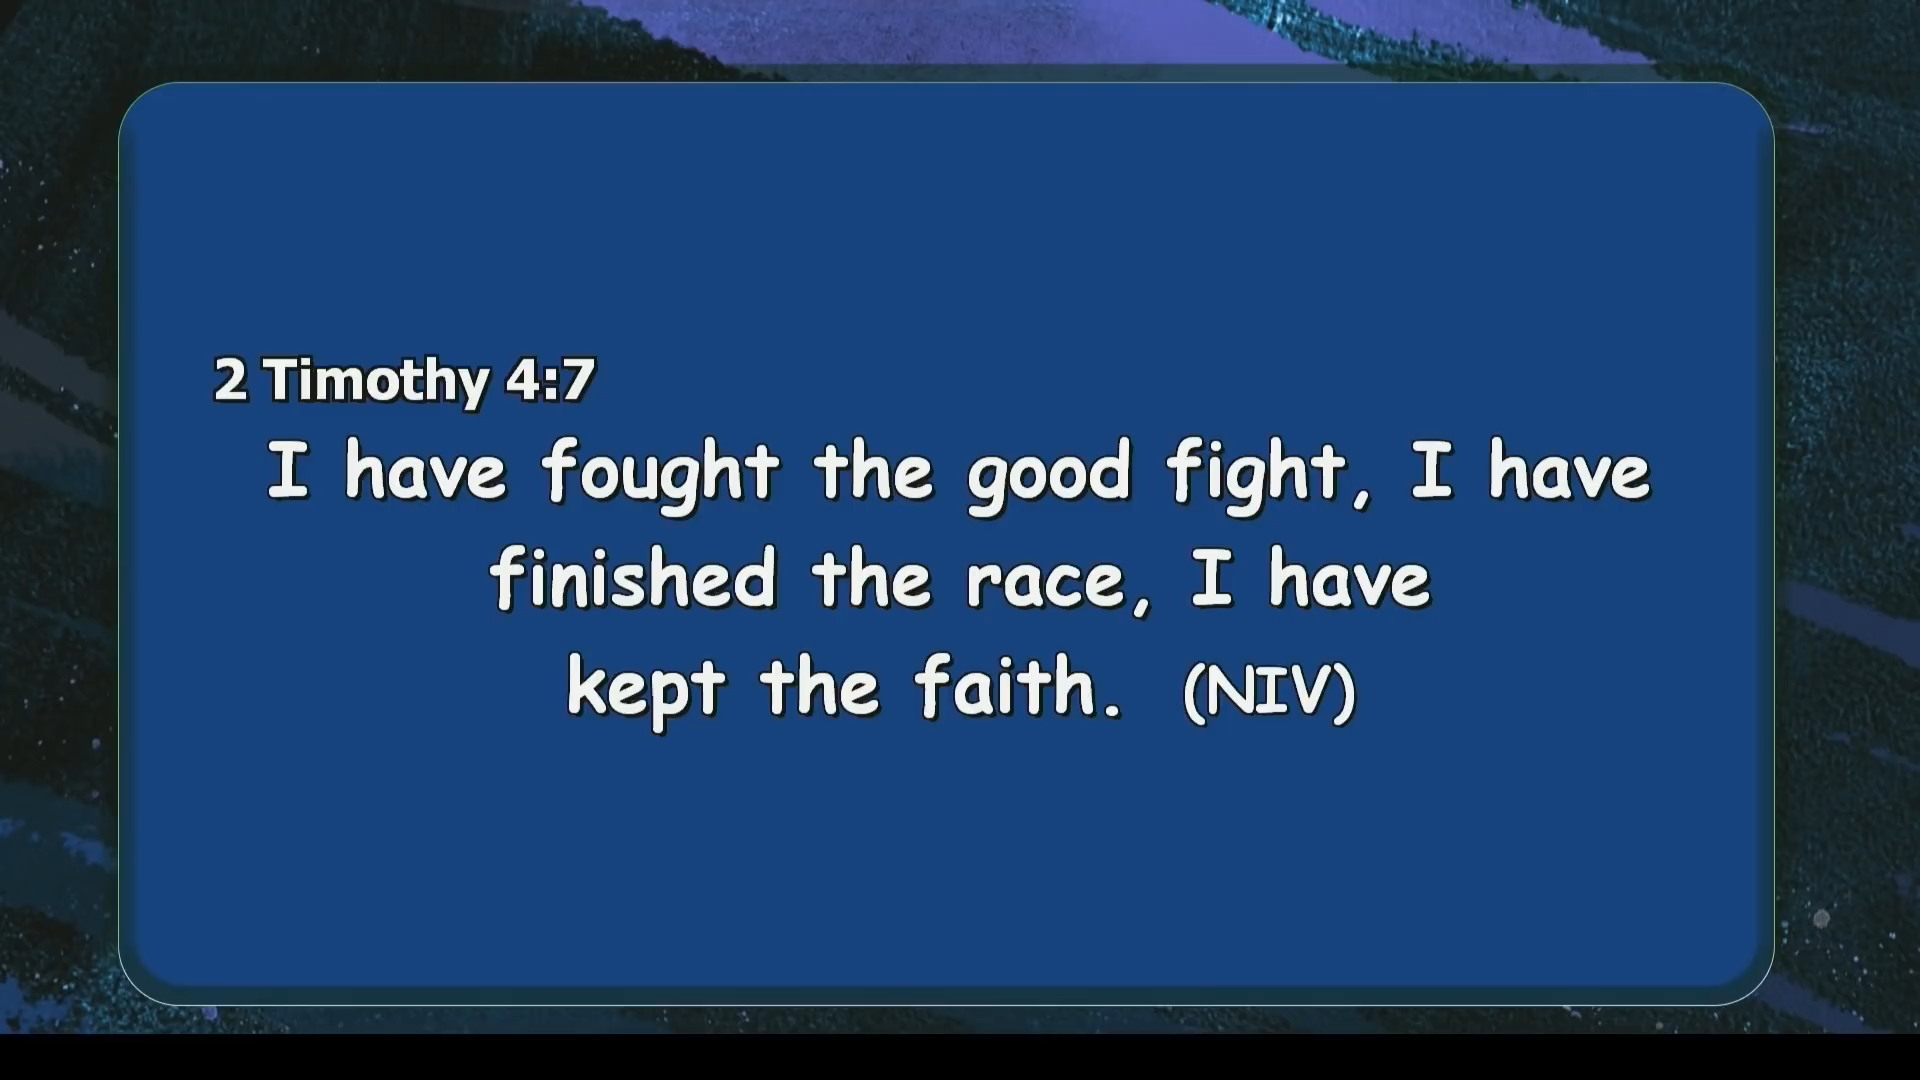 2 Timothy 4:7
I have fought the good fight, I have
finished the race, I have
kept the faith. (NIV)